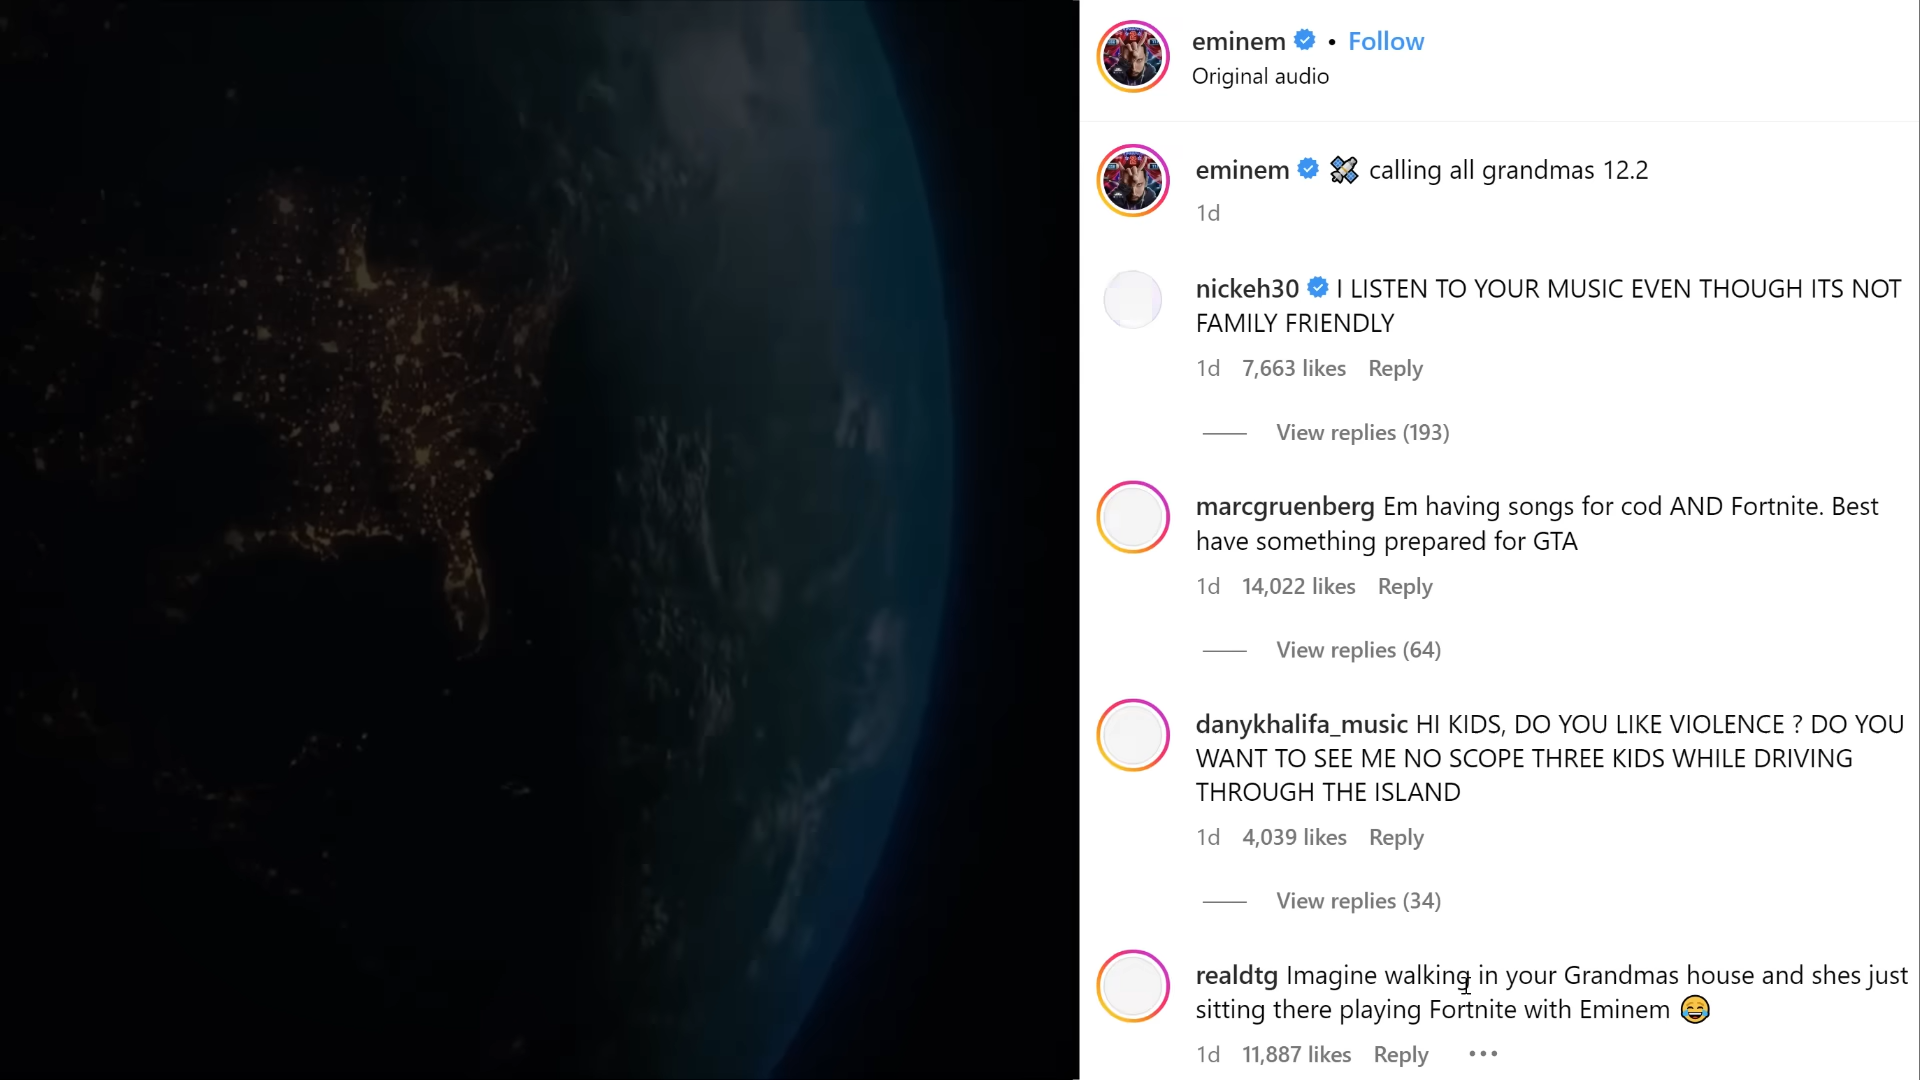 eminem • Follow
Original audio
eminem 🛰️ calling all grandmas 12.2
1d
nickeh30 I LISTEN TO YOUR MUSIC EVEN THOUGH ITS NOT
FAMILY FRIENDLY
1d 7,663 likes Reply
View replies (193)
marcgruenberg Em having songs for cod AND Fortnite. Best
have something prepared for GTA
1d 14,022 likes Reply
View replies (64)
danykhalifa_music HI KIDS, DO YOU LIKE VIOLENCE ? DO YOU
WANT TO SEE ME NO SCOPE THREE KIDS WHILE DRIVING
THROUGH THE ISLAND
1d 4,039 likes Reply
View replies (34)
realdtg Imagine walking in your Grandmas house and shes just
sitting there playing Fortnite with Eminem 😂
1d 11,887 likes Reply •••